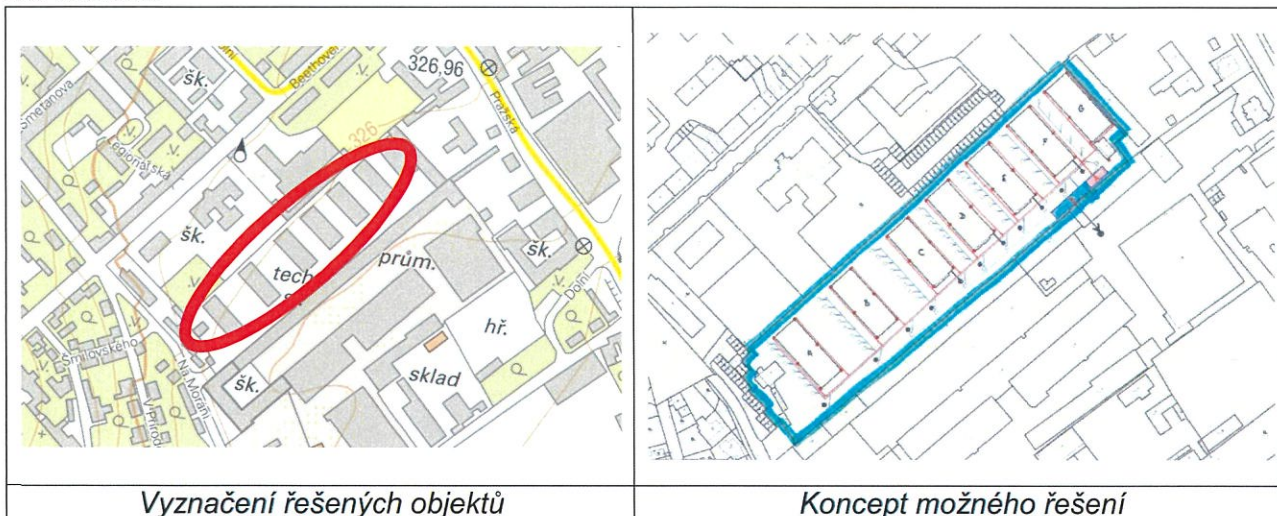 šk.
326,96
Beethoven
Pražská
Smetanova
Legionářská
326
šk.
tech
prům.
šk.
Dolní
hř.
Šmilovského
Na Moráni
šk.
sklad
V Přírodě
G
F
E
D
C
B
A
Vyznačení řešených objektů
Koncept možného řešení